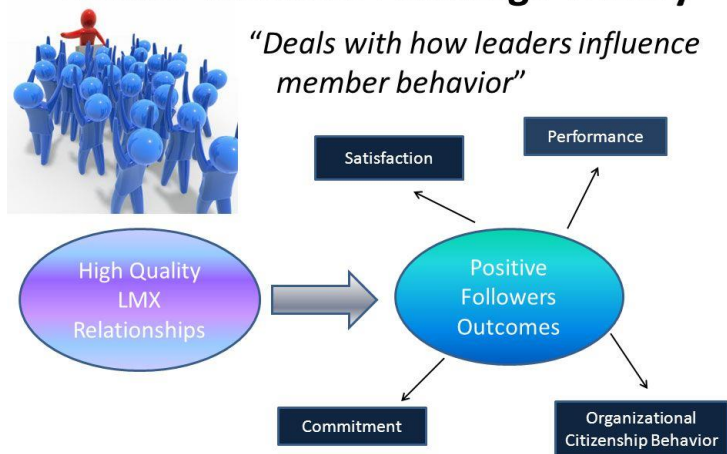 “Deals with how leaders influence
member behavior”
Performance
Satisfaction
High Quality
LMX
Relationships
Positive
Followers
Outcomes
Commitment
Organizational
Citizenship Behavior